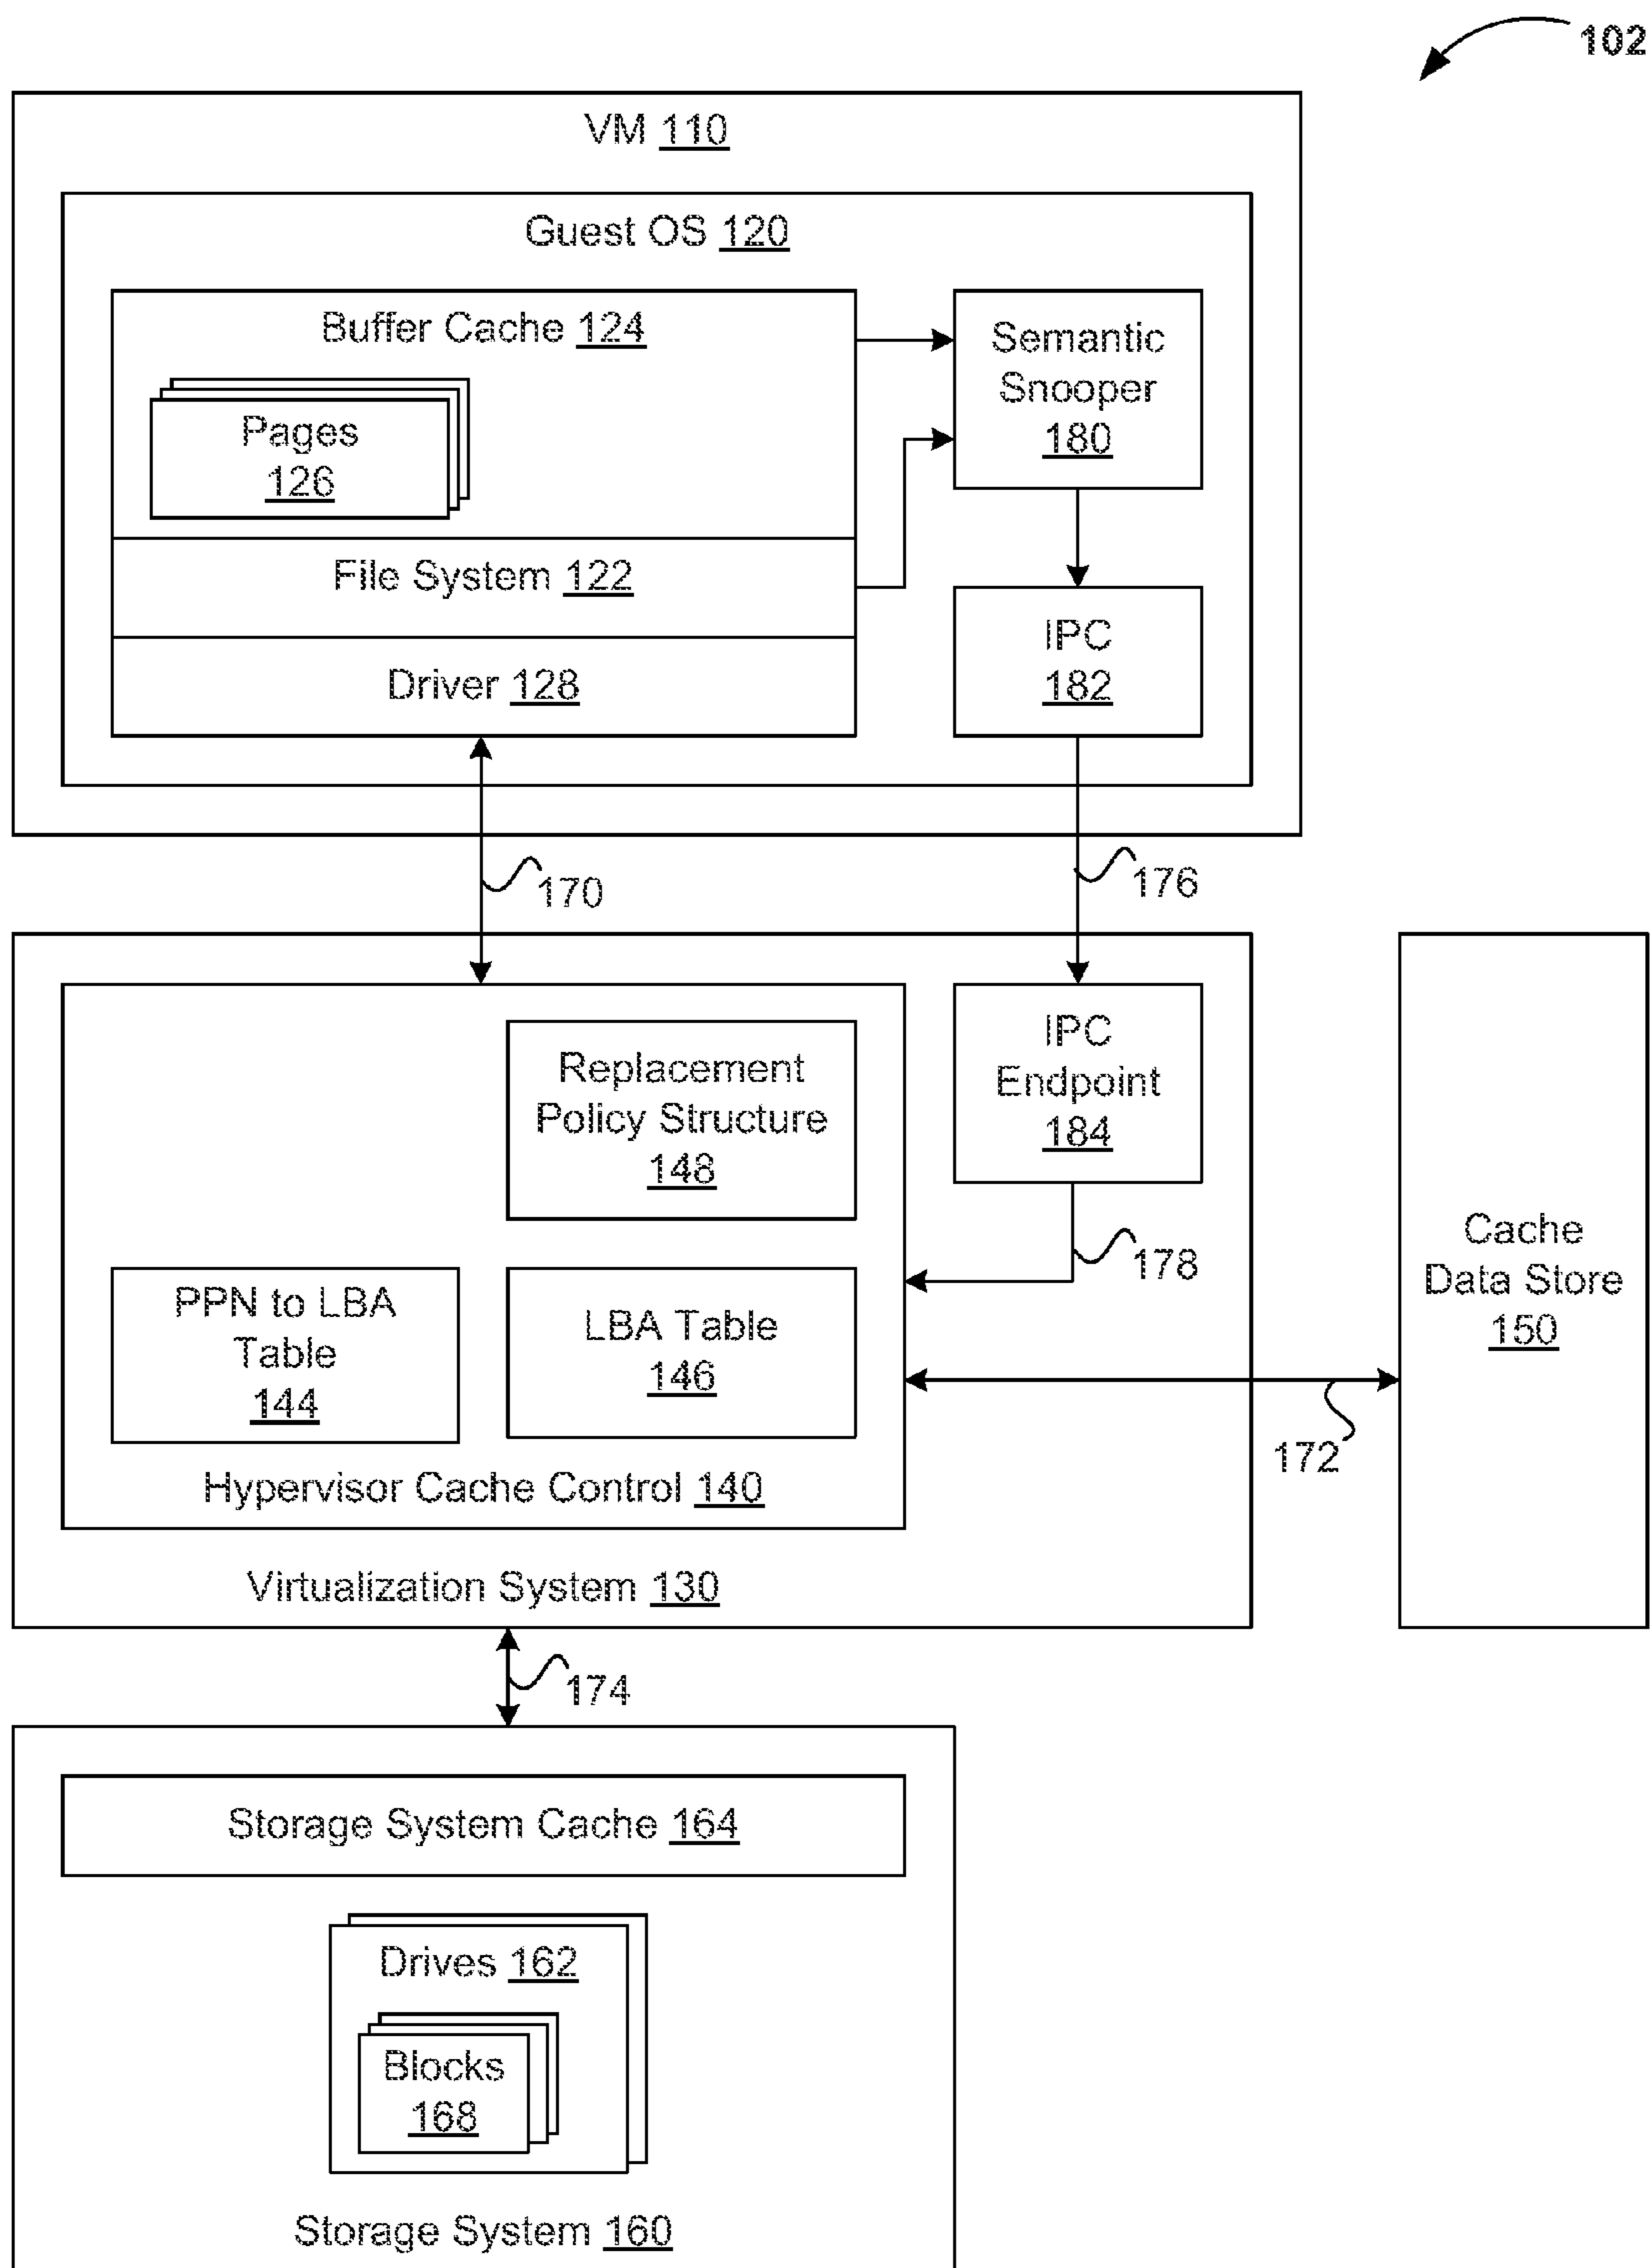 102
VM 110
Guest OS 120
Buffer Cache 124
Pages
126
File System 122
Driver 128
Semantic
Snooper
180
IPC
182
170
176
Replacement
Policy Structure
148
IPC
Endpoint
184
178
PPN to LBA
Table
144
LBA Table
146
Hypervisor Cache Control 140
Virtualization System 130
Cache
Data Store
150
172
174
Storage System Cache 164
Drives 162
Blocks
168
Storage System 160